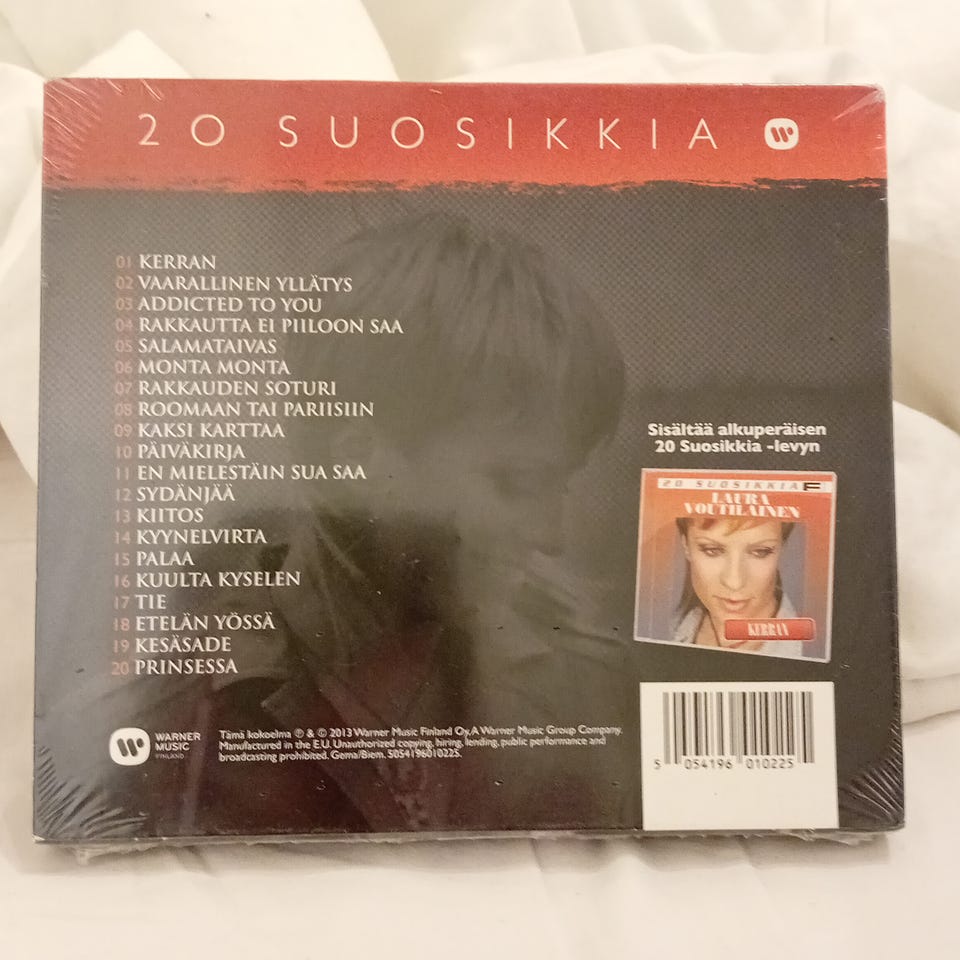 20 SUOSIKKIA
01 KERRAN
02 VAARALLINEN YLLÄTYS
03 ADDICTED TO YOU
04 RAKKAUTTA EI PIILOON SAA
05 SALAMATAIVAS
06 MONTA MONTA
07 RAKKAUDEN SOTURI
08 ROOMAAN TAI PARIISIIN
09 KAKSI KARTTAA
10 PÄIVÄKIRJA
11 EN MIELESTÄIN SUA SAA
12 SYDÄNJÄÄ
13 KIITOS
14 KYYNELVIRTA
15 PALAA
16 KUULTA KYSELEN
17 TIE
18 ETELÄN YÖSSÄ
19 KESÄSADE
20 PRINSESSA
Sisältää alkuperäisen
20 Suosikkia -levyn
20 SUOSIKKIA F
LAURA
VOUTILAINEN
KERRAN
WARNER
MUSIC
FINLAND
Tämä kokoelma ℗ & © 2013 Warner Music Finland Oy. A Warner Music Group Company.
Manufactured in the E.U. Unauthorized copying, hiring, lending, public performance and
broadcasting prohibited. Gema/Biem. 5054196010225.
5 054196 010225